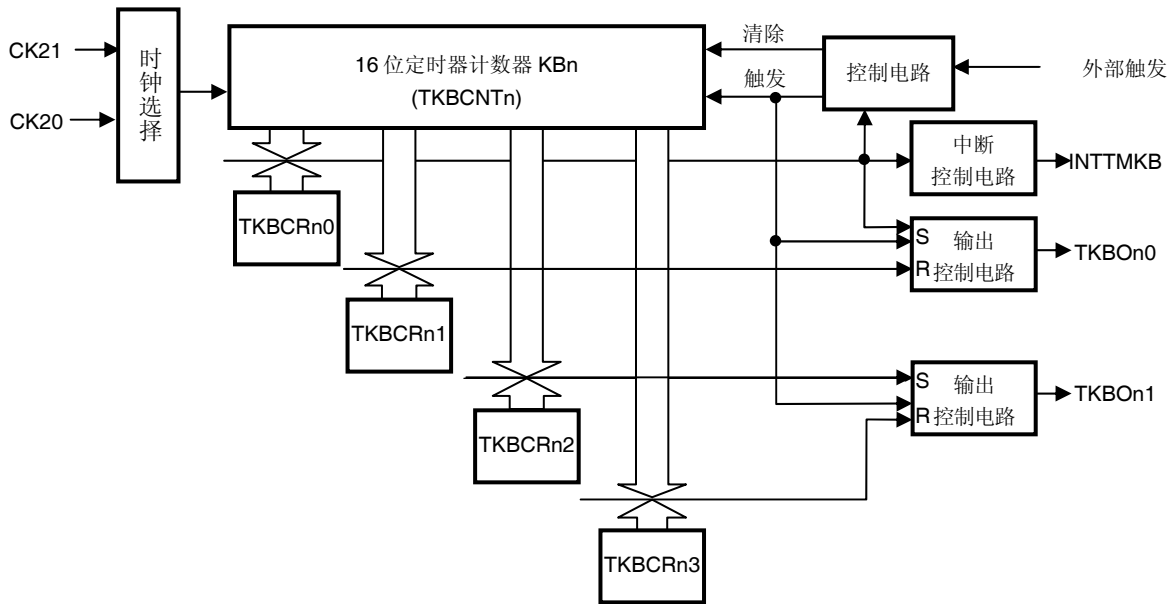 CK21
CK20
时钟选择
16 位定时器计数器 KBn
(TKBCNTn)
清除
触发
控制电路
外部触发
中断
控制电路
INTTMKB
TKBCRn0
S 输出
R 控制电路
TKBOn0
TKBCRn1
S 输出
R 控制电路
TKBOn1
TKBCRn2
TKBCRn3